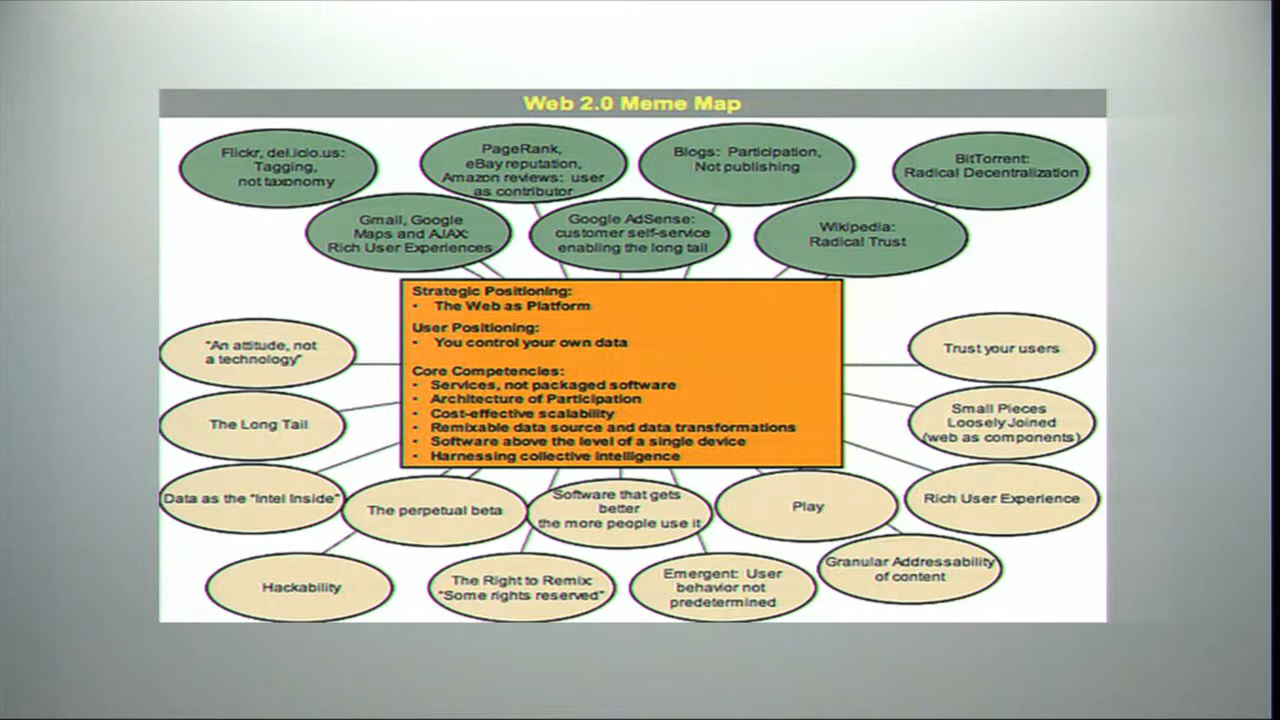 Web 2.0 Meme Map
Flickr, del.icio.us:
Tagging,
not taxonomy
PageRank,
eBay reputation,
Amazon reviews: user
as contributor
Blogs: Participation,
Not publishing
BitTorrent:
Radical Decentralization
Gmail, Google
Maps and AJAX:
Rich User Experiences
Google AdSense:
customer self-service
enabling the long tail
Wikipedia:
Radical Trust
Strategic Positioning:
• The Web as Platform
User Positioning:
• You control your own data
Core Competencies:
• Services, not packaged software
• Architecture of Participation
• Cost-effective scalability
• Remixable data source and data transformations
• Software above the level of a single device
• Harnessing collective intelligence
"An attitude, not
a technology"
The Long Tail
Data as the "Intel Inside"
Trust your users
Small Pieces
Loosely Joined
(web as components)
Rich User Experience
The perpetual beta
Software that gets
better
the more people use it
Play
Hackability
The Right to Remix:
"Some rights reserved"
Emergent: User
behavior not
predetermined
Granular Addressability
of content